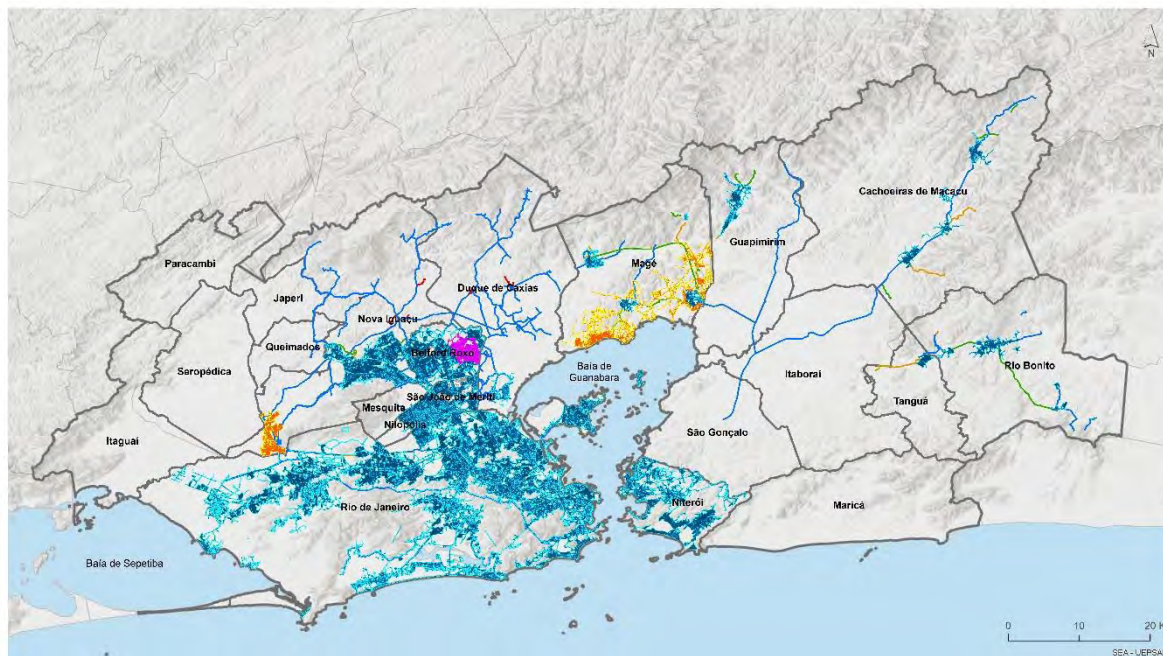 N
Cachoeiras de Macacu
Guapimirim
Paracambi
Magé
Duque de Caxias
Japeri
Nova Iguaçu
Queimados
Belford Roxo
Rio Bonito
Seropédica
Baía de
Guanabara
Itaboraí
São João de Meriti
Tanguá
Mesquita
Nilópolis
São Gonçalo
Itaguaí
Niterói
Maricá
Rio de Janeiro
Baía de Sepetiba
0 10 20 K
SEA - UEPSA